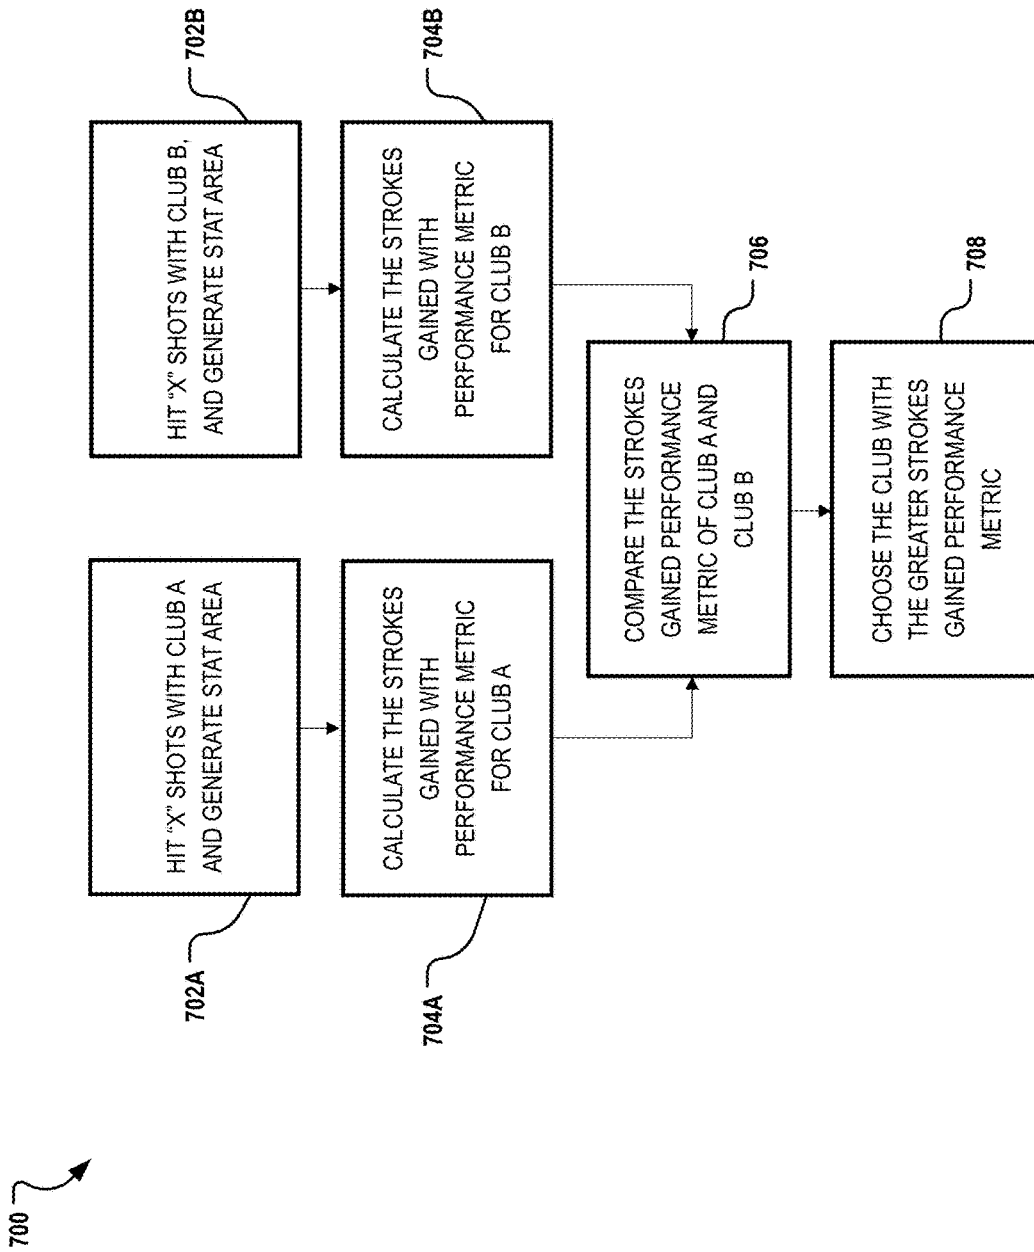 700
702A
HIT "X" SHOTS WITH CLUB A
AND GENERATE STAT AREA
702B
HIT "X" SHOTS WITH CLUB B,
AND GENERATE STAT AREA
704A
CALCULATE THE STROKES
GAINED WITH
PERFORMANCE METRIC
FOR CLUB A
704B
CALCULATE THE STROKES
GAINED WITH
PERFORMANCE METRIC
FOR CLUB B
706
COMPARE THE STROKES
GAINED PERFORMANCE
METRIC OF CLUB A AND
CLUB B
708
CHOOSE THE CLUB WITH
THE GREATER STROKES
GAINED PERFORMANCE
METRIC